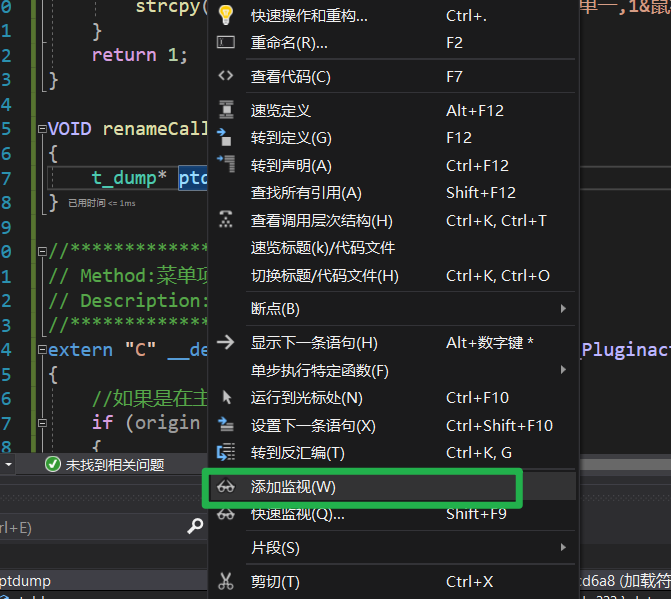 0 strcpy( 快速操作和重构... Ctrl+. 单一,1&鼠
1 } 重命名(R)... F2
2 return 1;
3 } 查看代码(C) F7
4 速览定义 Alt+F12
5 VOID renameCall 转到定义(G) F12
6 { 转到声明(A) Ctrl+F12
7 t_dump* ptd 查找所有引用(A) Shift+F12
8 } 已用时间 <= 1ms
9 查看调用层次结构(H) Ctrl+K, Ctrl+T
0 //************** 速览标题(k)/代码文件
1 // Method:菜单项 切换标题/代码文件(H) Ctrl+K, Ctrl+O
2 // Description: 断点(B)
3 //**************
4 extern "C" __de 显示下一条语句(H) Alt+数字键 * _Pluginact
5 { 单步执行特定函数(F)
6 //如果是在主 运行到光标处(N) Ctrl+F10
7 if (origin 设置下一条语句(X) Ctrl+Shift+F10
8 { 转到反汇编(T) Ctrl+K, G
未找到相关问题
添加监视(W)
rl+E) 快速监视(Q)... Shift+F9
片段(S)
ptdump 剪切(T) Ctrl+X d6a8 (加载符